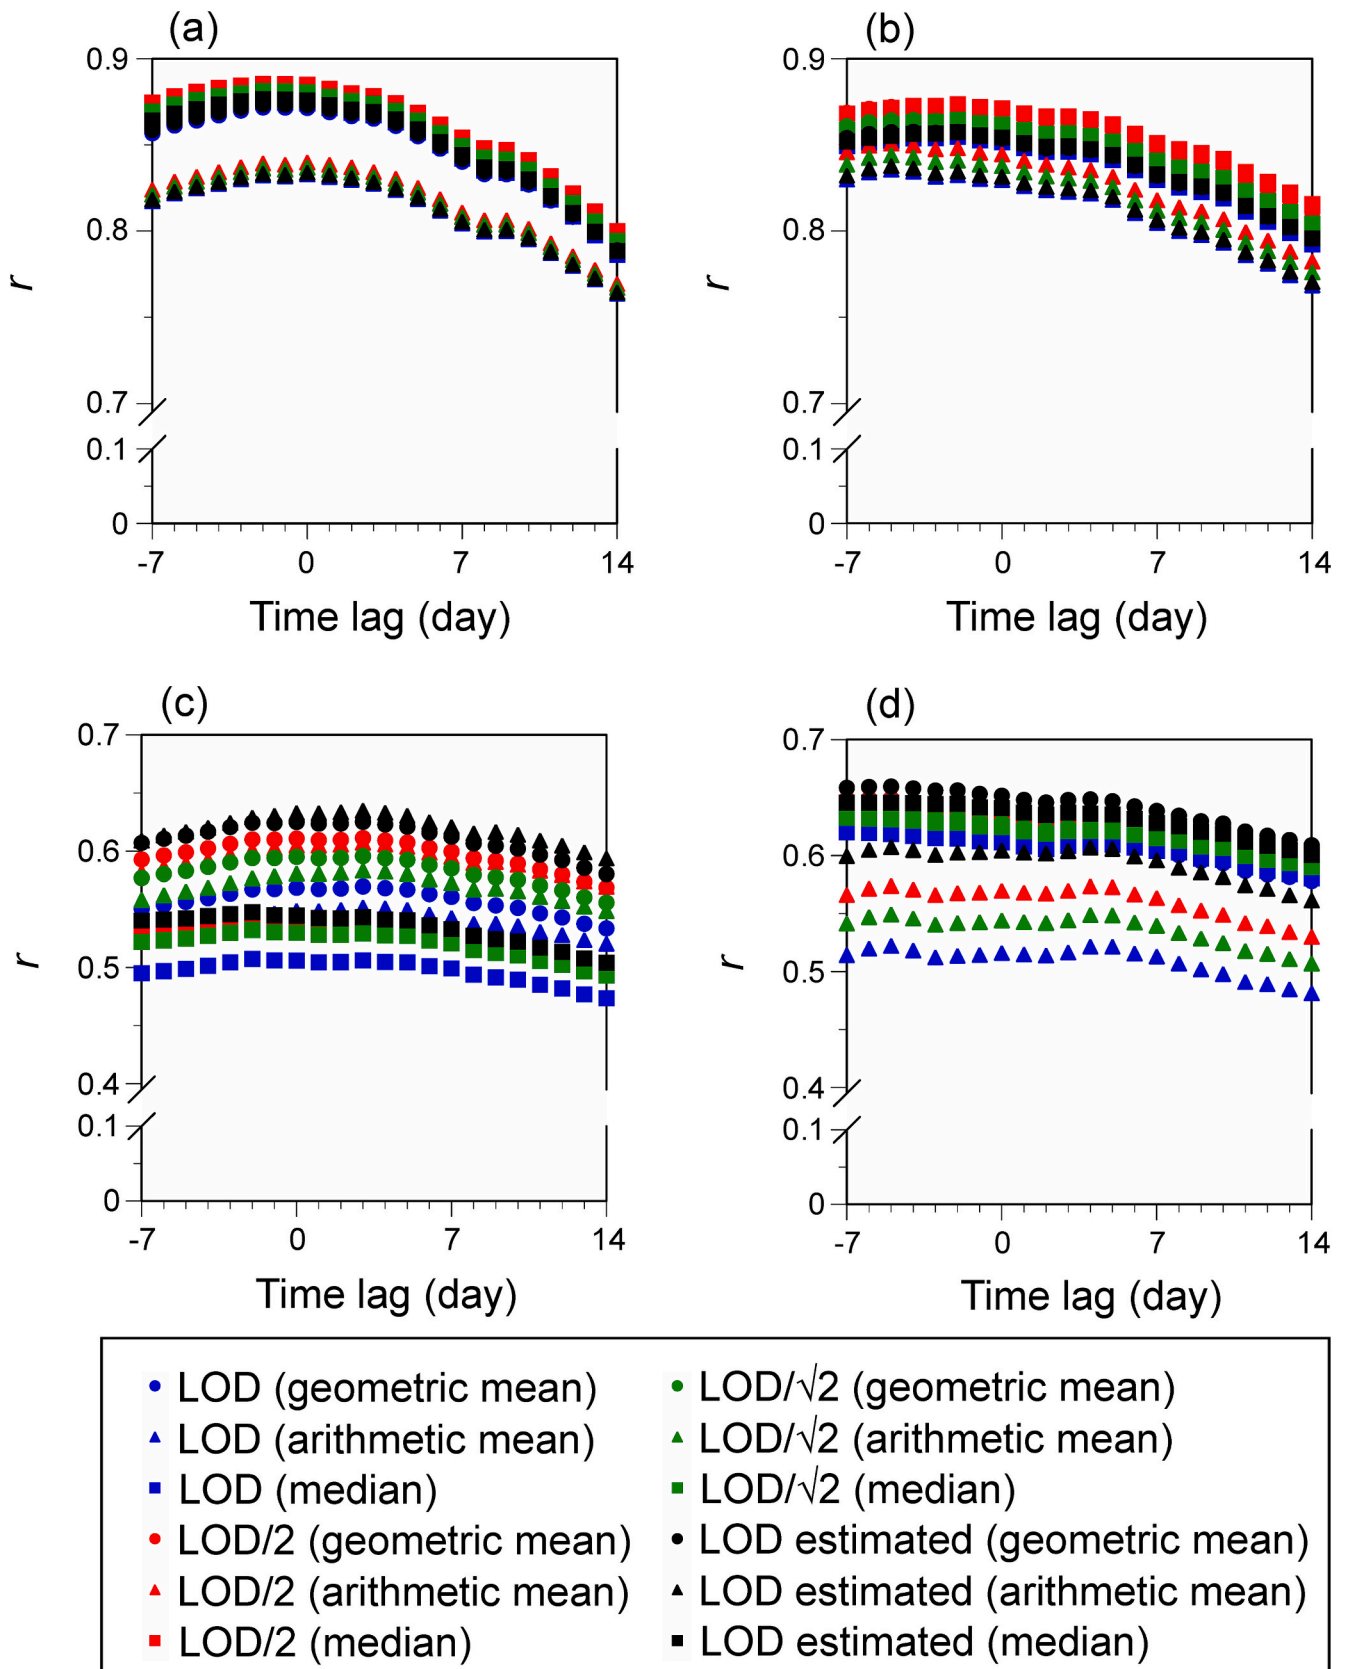 (a)
(b)
0.9
0.8
0.7
0.1
0
r
-7 0 7 14
Time lag (day)
0.9
0.8
0.7
0.1
0
r
-7 0 7 14
Time lag (day)
(c)
(d)
0.7
0.6
0.5
0.4
0.1
0
r
-7 0 7 14
Time lag (day)
0.7
0.6
0.5
0.4
0.1
0
r
-7 0 7 14
Time lag (day)
LOD (geometric mean)
LOD (arithmetic mean)
LOD (median)
LOD/2 (geometric mean)
LOD/2 (arithmetic mean)
LOD/2 (median)
LOD/√2 (geometric mean)
LOD/√2 (arithmetic mean)
LOD/√2 (median)
LOD estimated (geometric mean)
LOD estimated (arithmetic mean)
LOD estimated (median)